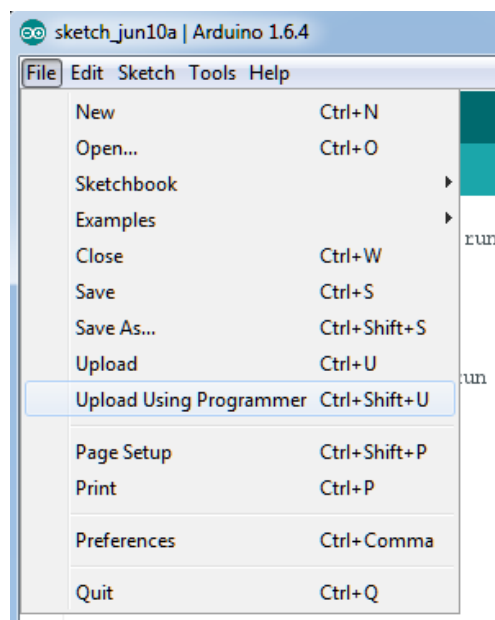 sketch_jun10a | Arduino 1.6.4
File Edit Sketch Tools Help
New Ctrl+N
Open... Ctrl+O
Sketchbook
Examples
Close Ctrl+W
Save Ctrl+S
Save As... Ctrl+Shift+S
Upload Ctrl+U
Upload Using Programmer Ctrl+Shift+U
Page Setup Ctrl+Shift+P
Print Ctrl+P
Preferences Ctrl+Comma
Quit Ctrl+Q
run
run